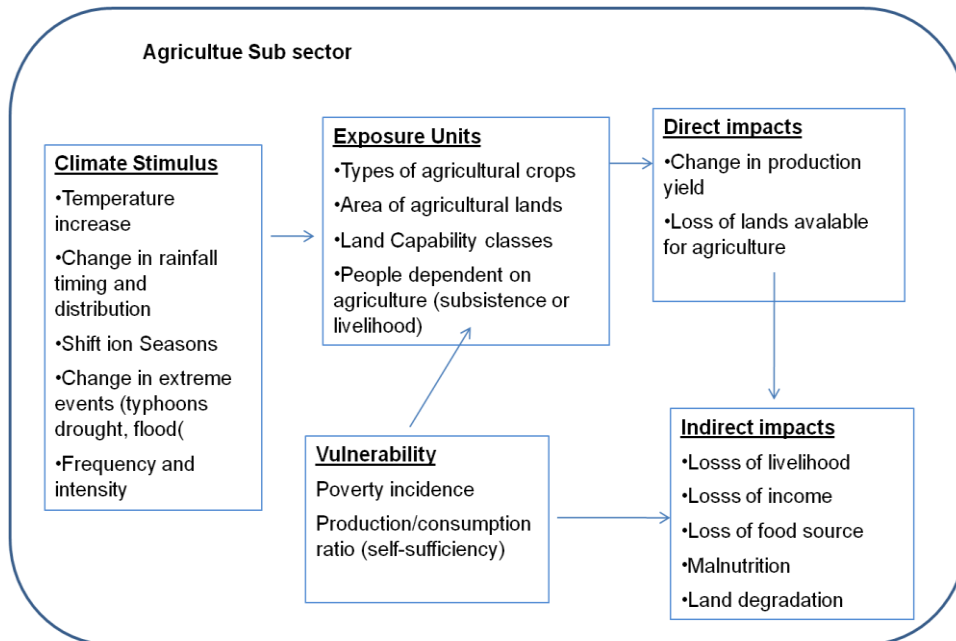 Agricultue Sub sector
Climate Stimulus
•Temperature
increase
•Change in rainfall
timing and
distribution
•Shift ion Seasons
•Change in extreme
events (typhoons
drought, flood(
•Frequency and
intensity
Exposure Units
•Types of agricultural crops
•Area of agricultural lands
•Land Capability classes
•People dependent on
agriculture (subsistence or
livelihood)
Direct impacts
•Change in production
yield
•Loss of lands available
for agriculture
Vulnerability
Poverty incidence
Production/consumption
ratio (self-sufficiency)
Indirect impacts
•Losss of livelihood
•Losss of income
•Loss of food source
•Malnutrition
•Land degradation